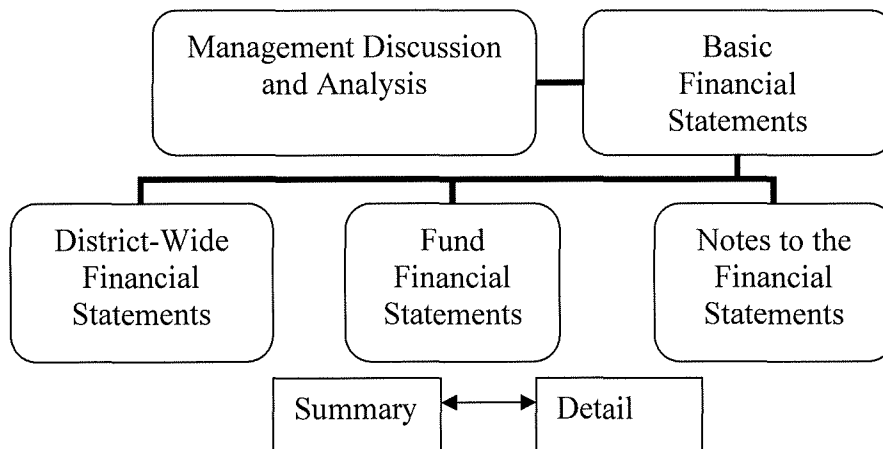 Management Discussion
and Analysis
Basic
Financial
Statements
District-Wide
Financial
Statements
Fund
Financial
Statements
Notes to the
Financial
Statements
Summary
Detail